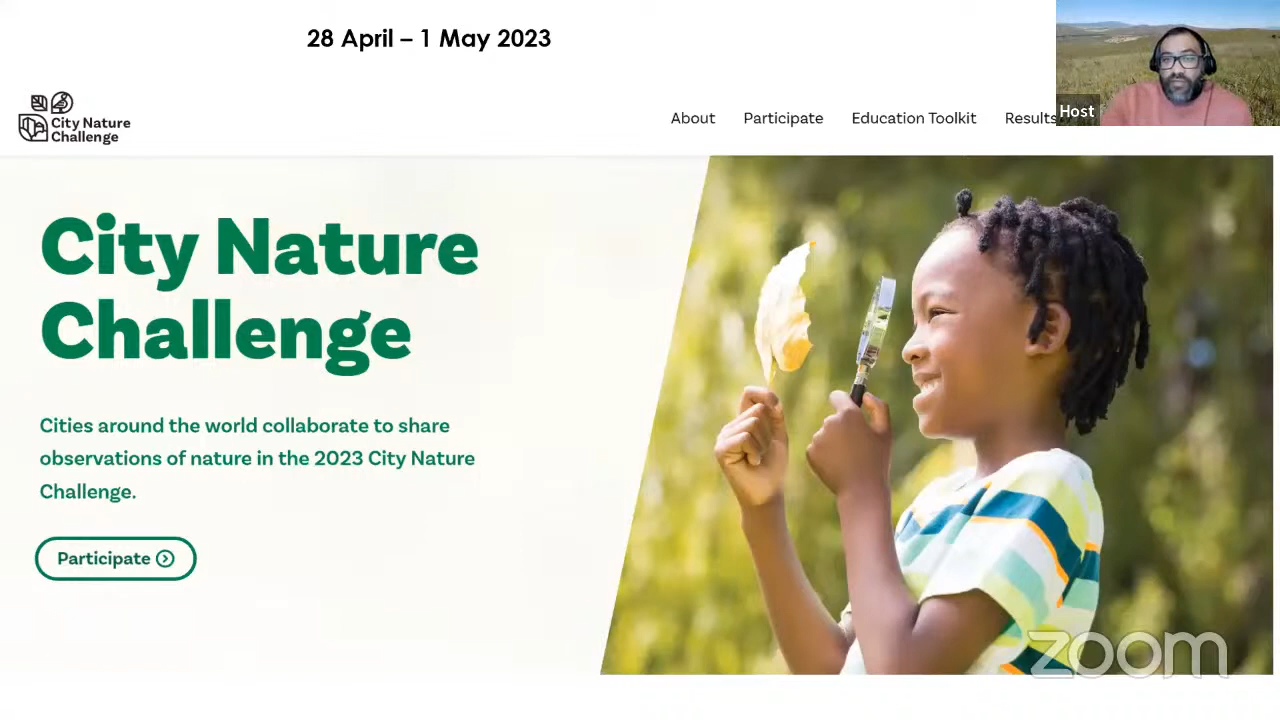 28 April – 1 May 2023
City Nature
Challenge
About Participate Education Toolkit Results
Host
City Nature
Challenge
Cities around the world collaborate to share
observations of nature in the 2023 City Nature
Challenge.
Participate
zoom